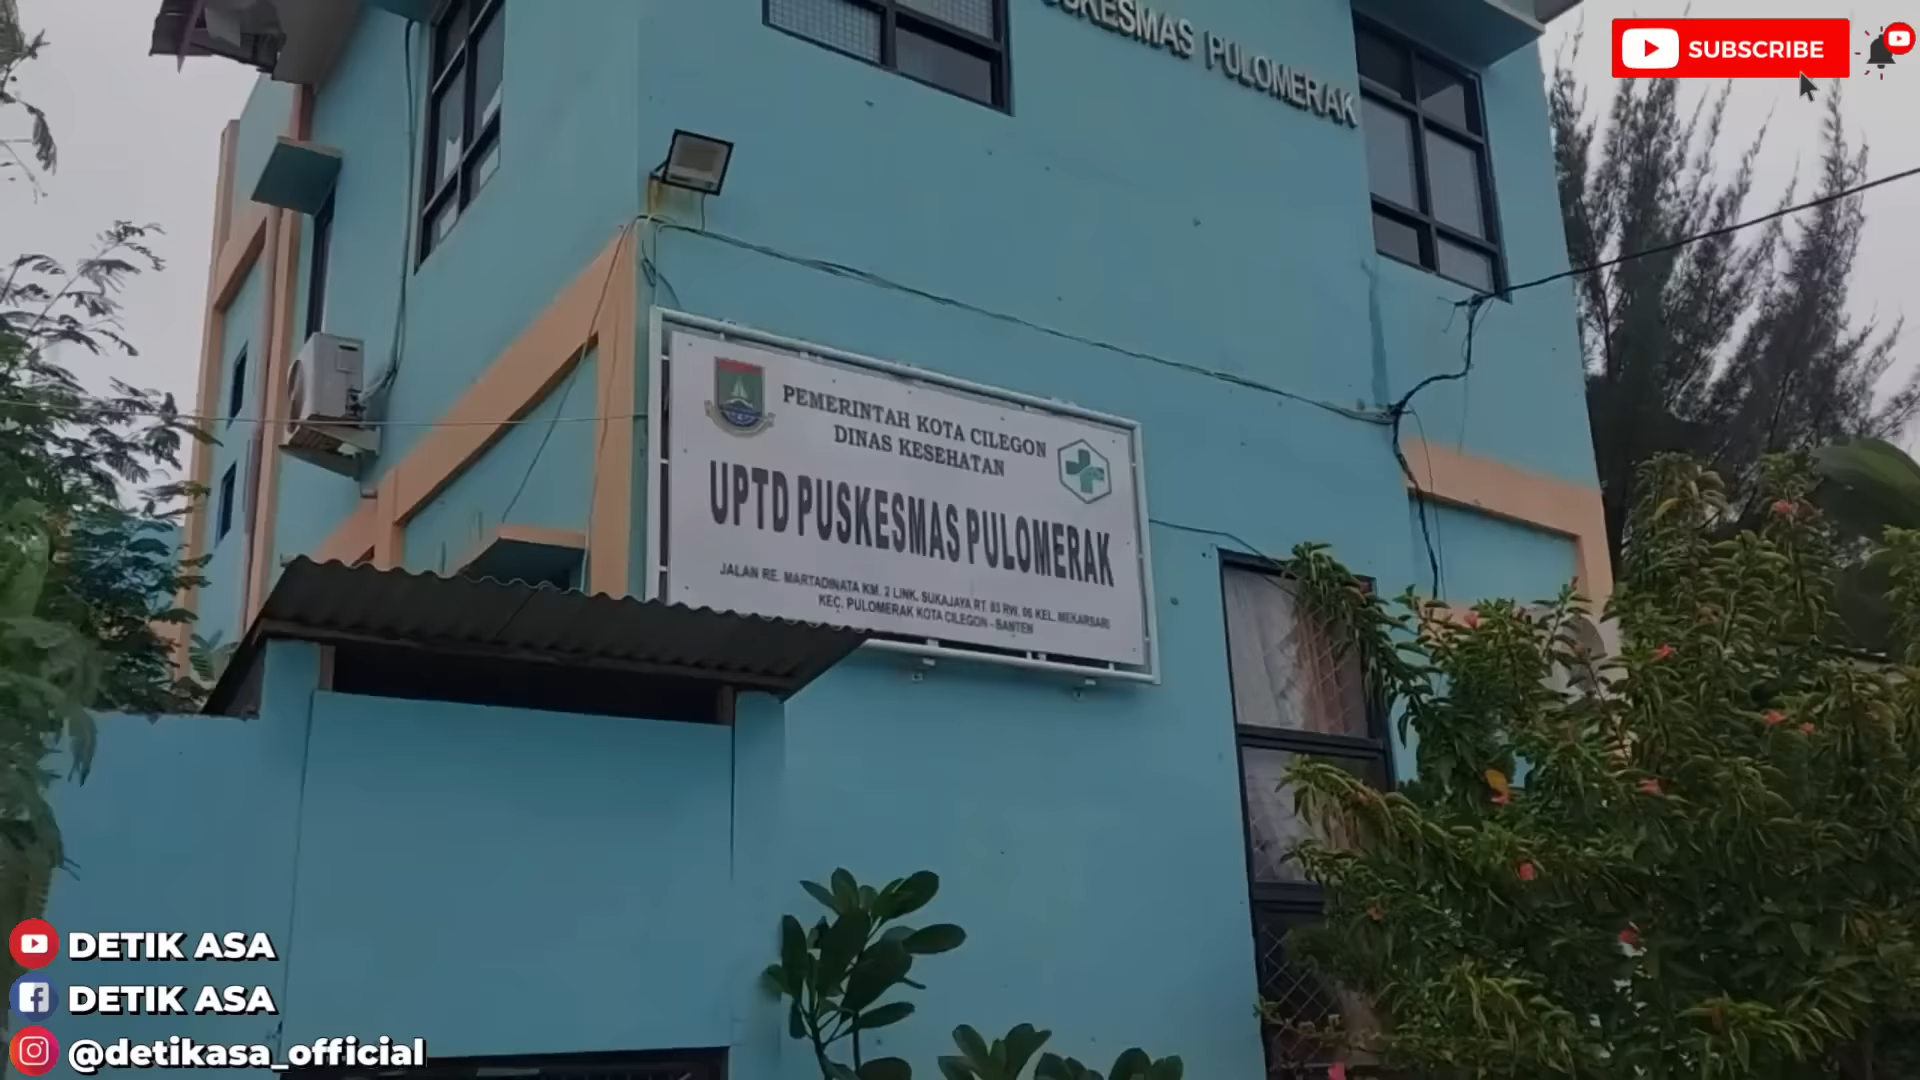 PUSKESMAS PULOMERAK
SUBSCRIBE
PEMERINTAH KOTA CILEGON
DINAS KESEHATAN
UPTD PUSKESMAS PULOMERAK
JALAN RE. MARTADINATA KM. 2 LINK. SUKAJAYA RT. 03 RW. 06 KEL. MEKARSARI
KEC. PULOMERAK KOTA CILEGON - BANTEN
DETIK ASA
DETIK ASA
@detikasa_official